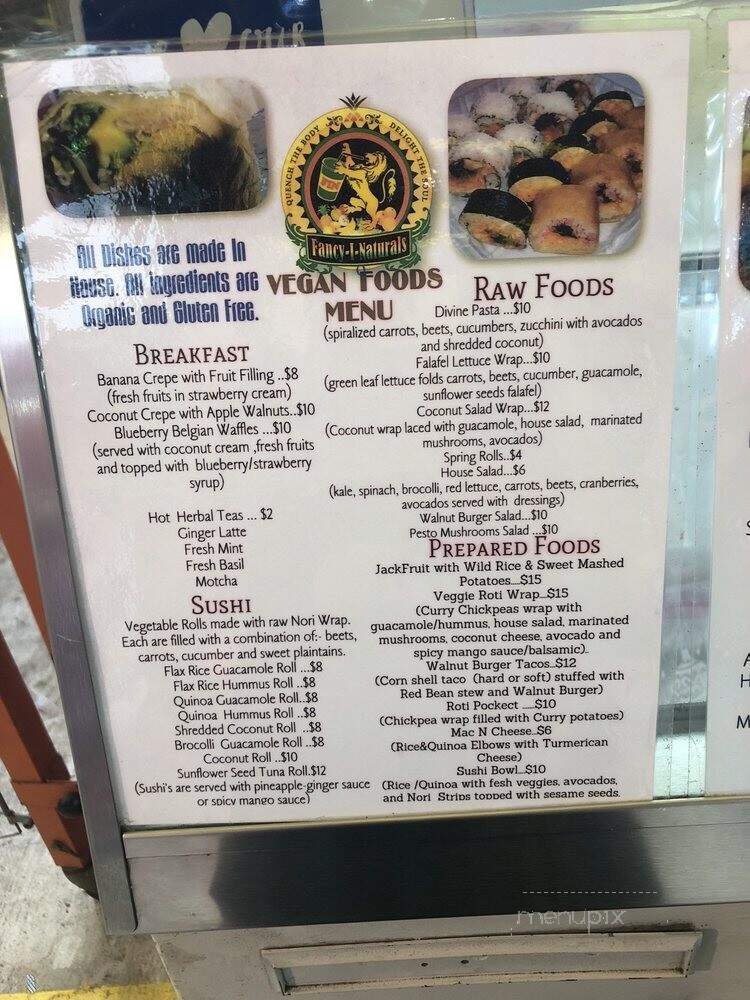 QUENCH THE BODY DELIGHT THE SOUL
Fancy-I-Naturals
All Dishes are made In
House. All Ingredients are
Organic and Gluten Free.
VEGAN FOODS
MENU
BREAKFAST
Banana Crepe with Fruit Filling ..$8
(fresh fruits in strawberry cream)
Coconut Crepe with Apple Walnuts..$10
Blueberry Belgian Waffles ...$10
(served with coconut cream ,fresh fruits
and topped with blueberry/strawberry
syrup)
Hot Herbal Teas ... $2
Ginger Latte
Fresh Mint
Fresh Basil
Motcha
SUSHI
Vegetable Rolls made with raw Nori Wrap.
Each are filled with a combination of:- beets,
carrots, cucumber and sweet plaintains.
Flax Rice Guacamole Roll ...$8
Flax Rice Hummus Roll ..$8
Quinoa Guacamole Roll..$8
Quinoa Hummus Roll ..$8
Shredded Coconut Roll ..$8
Brocolli Guacamole Roll ..$8
Coconut Roll ..$10
Sunflower Seed Tuna Roll.$12
(Sushi's are served with pineapple-ginger sauce
or spicy mango sauce)
RAW FOODS
Divine Pasta ...$10
(spiralized carrots, beets, cucumbers, zucchini with avocados
and shredded coconut)
Falafel Lettuce Wrap...$10
(green leaf lettuce folds carrots, beets, cucumber, guacamole,
sunflower seeds falafel)
Coconut Salad Wrap...$12
(Coconut wrap laced with guacamole, house salad, marinated
mushrooms, avocados)
Spring Rolls..$4
House Salad...$6
(kale, spinach, brocolli, red lettuce, carrots, beets, cranberries,
avocados served with dressings)
Walnut Burger Salad...$10
Pesto Mushrooms Salad ...$10
PREPARED FOODS
JackFruit with Wild Rice & Sweet Mashed
Potatoes....$15
Veggie Roti Wrap...$15
(Curry Chickpeas wrap with
guacamole/hummus, house salad, marinated
mushrooms, coconut cheese, avocado and
spicy mango sauce/balsamic)..
Walnut Burger Tacos..$12
(Corn shell taco (hard or soft) stuffed with
Red Bean stew and Walnut Burger)
Roti Pockect .....$10
(Chickpea wrap filled with Curry potatoes)
Mac N Cheese..$6
(Rice&Quinoa Elbows with Turmerican
Cheese)
Sushi Bowl...$10
(Rice /Quinoa with fesh veggies, avocados,
and Nori Strips topped with sesame seeds.
menupix